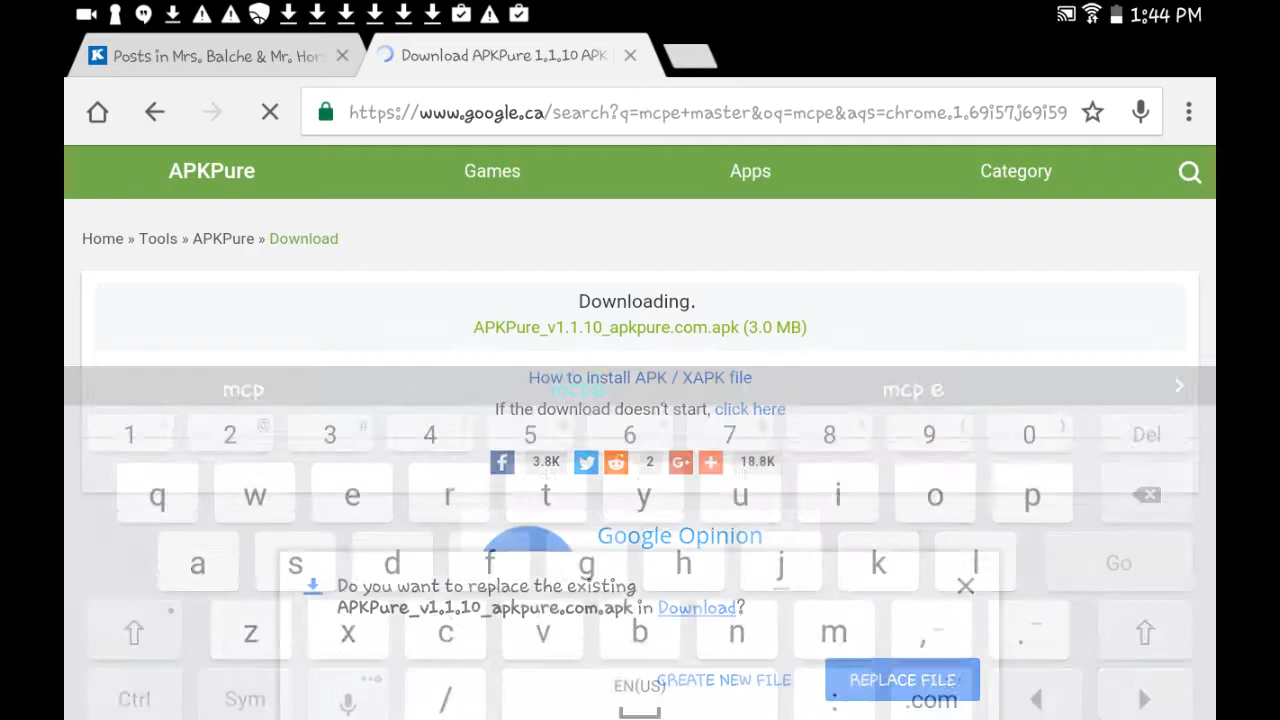 1:44 PM
Posts in Mrs. Balche & Mr. Hor
Download APKPure 1.1.10 APK
https://www.google.ca/search?q=mcpe+master&oq=mcpe&aqs=chrome.1.69i57j69i59
APKPure Games Apps Category
Home » Tools » APKPure » Download
Downloading.
APKPure_v1.1.10_apkpure.com.apk (3.0 MB)
How to install APK / XAPK file
mcp mcpe mcp e
If the download doesn't start, click here
1 2 3 4 5 6 7 8 9 0 Del
3.8K 2 18.8K
q w e r t y u i o p
Google Opinion
a s d f g h j k l Go
Do you want to replace the existing
APKPure_v1.1.10_apkpure.com.apk in Download?
z x c v b n m , .
CREATE NEW FILE REPLACE FILE
Ctrl Sym / EN(US) : .com